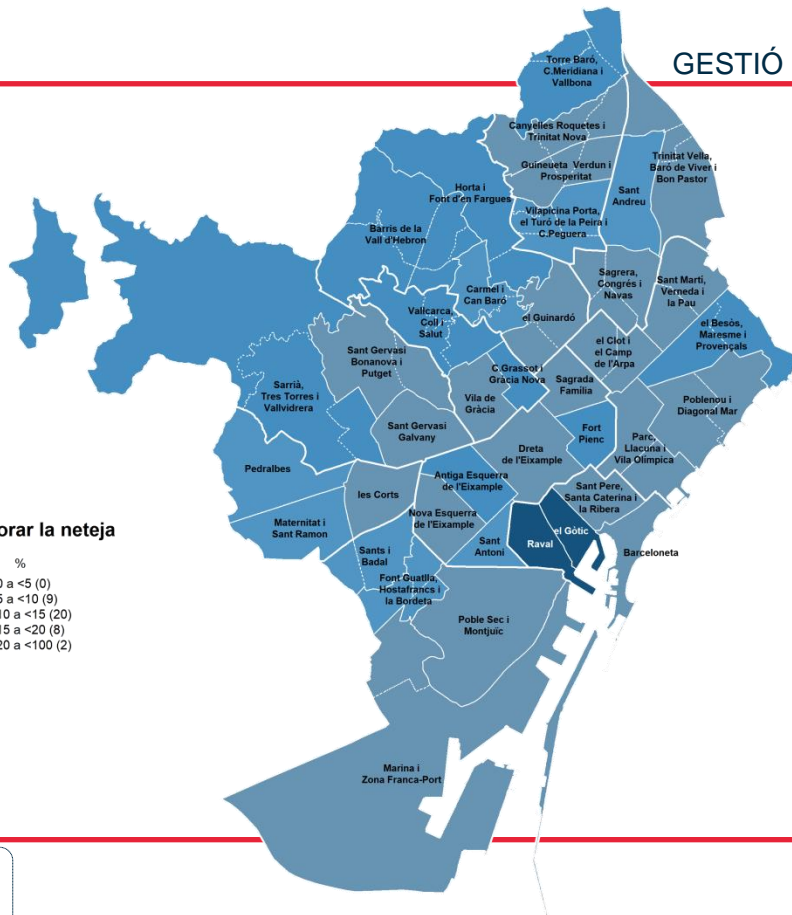 GESTIÓ
Torre Baró,
C.Meridiana i
Vallbona
Canyelles Roquetes i
Trinitat Nova
Guineueta Verdun i
Prosperitat
Trinitat Vella,
Baró de Viver i
Bon Pastor
Sant
Andreu
Horta i
Font d'en Fargues
Vilapicina Porta,
el Turó de la Peira i
C.Peguera
Barris de la
Vall d'Hebron
Sagrera,
Congrés i
Navas
Sant Martí,
Verneda i
la Pau
Carmel i
Can Baró
Vallcarca,
Coll i
Salut
el Guinardó
el Besòs,
Maresme i
Provençals
el Clot i
el Camp
de l'Arpa
Sant Gervasi
Bonanova i
Putget
C.Grassot i
Gràcia Nova
Sagrada
Família
Sarrià,
Tres Torres i
Vallvidrera
Vila de
Gràcia
Poblenou i
Diagonal Mar
Sant Gervasi
Galvany
Fort
Pienc
Parc,
Llacuna i
Vila Olímpica
Dreta
de l'Eixample
Pedralbes
Antiga Esquerra
de l'Eixample
Sant Pere,
Santa Caterina i
la Ribera
les Corts
Nova Esquerra
de l'Eixample
Maternitat i
Sant Ramon
el Gòtic
Raval
Sant
Antoni
Barceloneta
Sants i
Badal
Font Guatlla,
Hostafrancs i
la Bordeta
Poble Sec i
Montjuïc
Marina i
Zona Franca-Port
orar la neteja
%
0 a <5 (0)
5 a <10 (9)
10 a <15 (20)
15 a <20 (8)
20 a <100 (2)